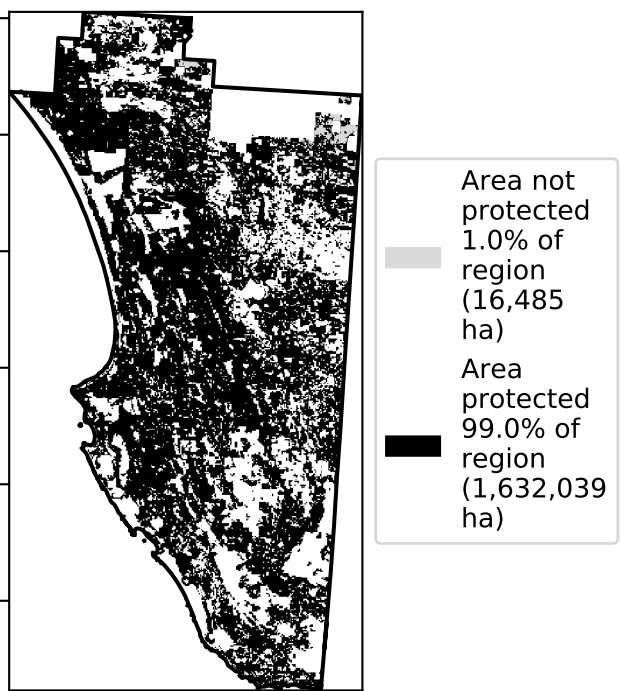 Area not
protected
1.0% of
region
(16,485
ha)
Area
protected
99.0% of
region
(1,632,039
ha)